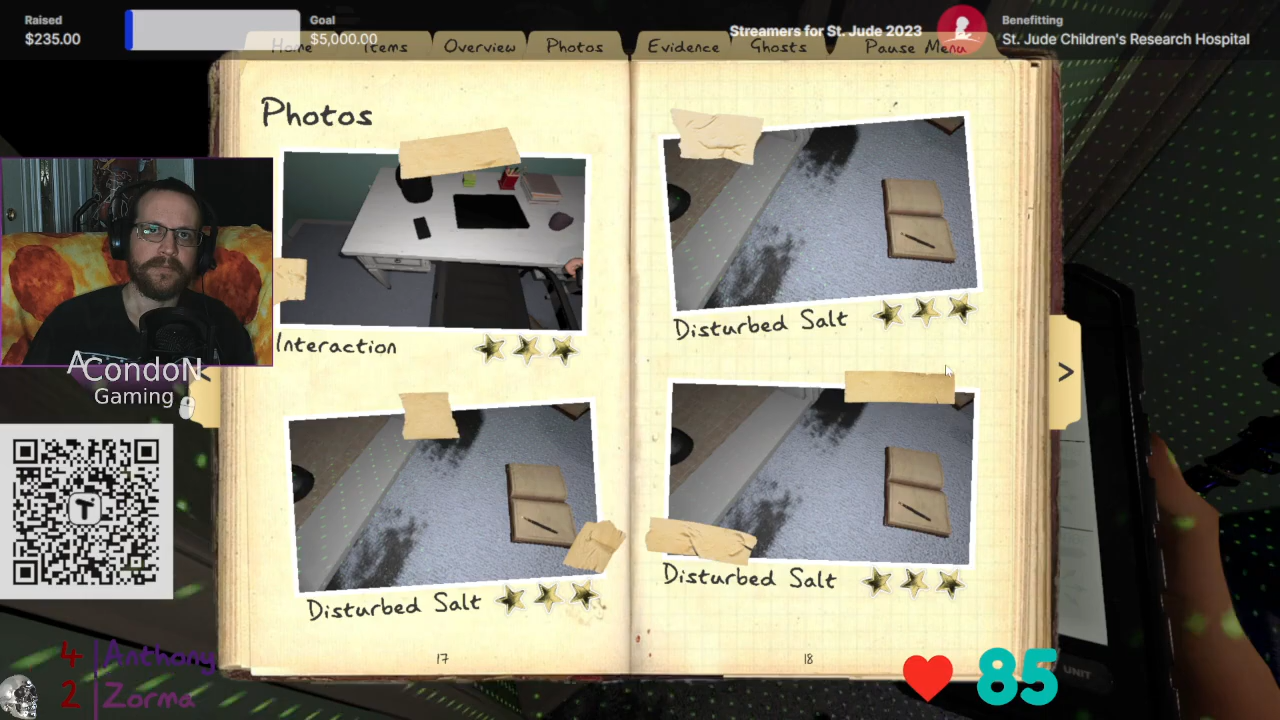 Raised
$235.00
Goal
$5,000.00
Streamers for St. Jude 2023
Benefitting
St. Jude Children's Research Hospital
Home
Items
Overview
Photos
Evidence
Ghosts
Pause Menu
Photos
Interaction
Disturbed Salt
Disturbed Salt
Disturbed Salt
17
18
<
>
ACondoN
Gaming
T
4 | Anthony
2 | Zorma
85
UNIT